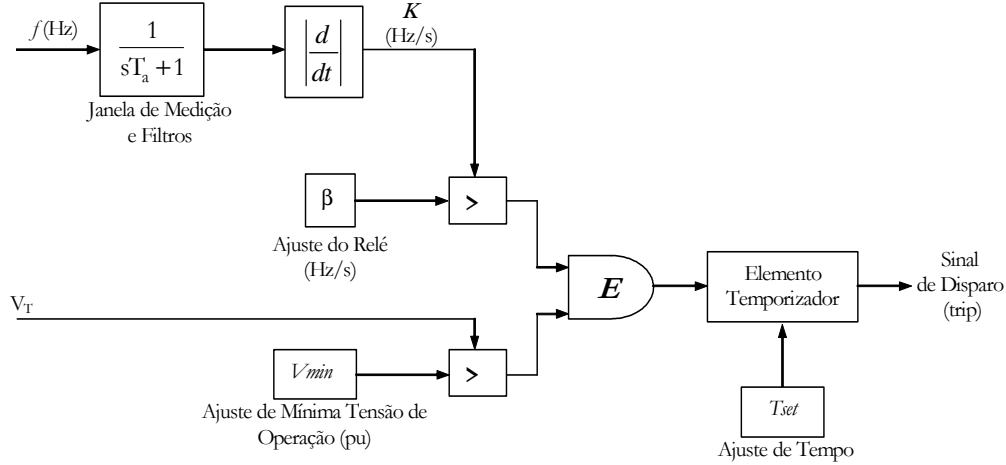 f (Hz)
1
sTa +1
Janela de Medição
e Filtros
d
dt
K
(Hz/s)
β
>
Ajuste do Relé
(Hz/s)
E
Elemento
Temporizador
Sinal
de Disparo
(trip)
VT
Vmin
>
Ajuste de Mínima Tensão de
Operação (pu)
Tset
Ajuste de Tempo